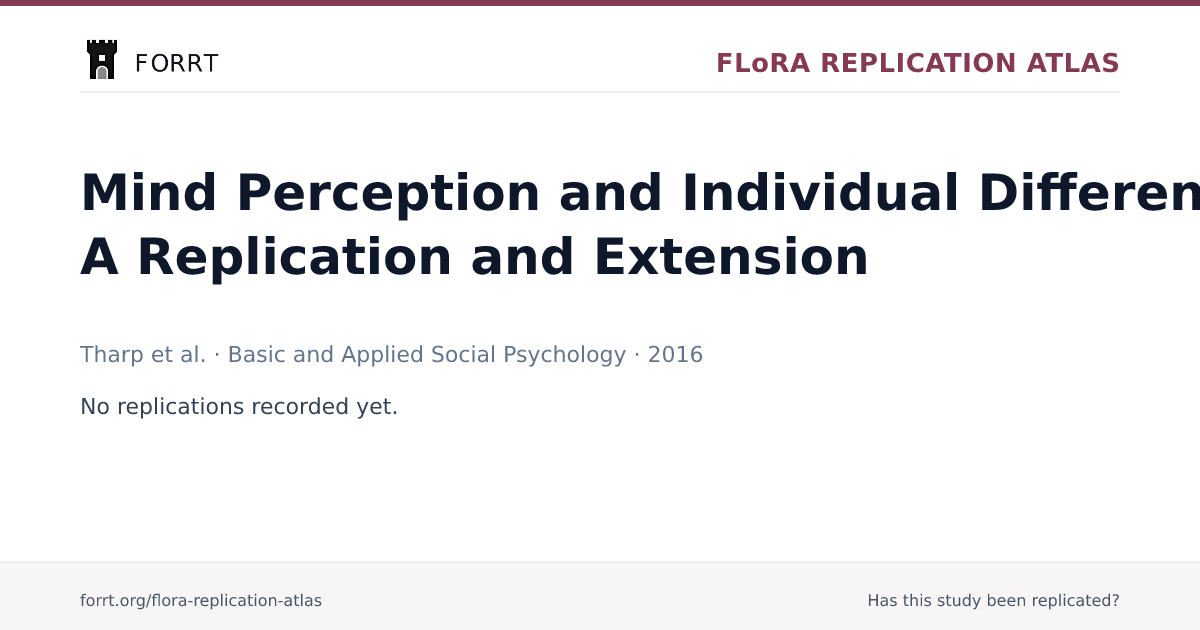 FORRT
FLoRA REPLICATION ATLAS
Mind Perception and Individual Differen
A Replication and Extension
Tharp et al. · Basic and Applied Social Psychology · 2016
No replications recorded yet.
forrt.org/flora-replication-atlas
Has this study been replicated?